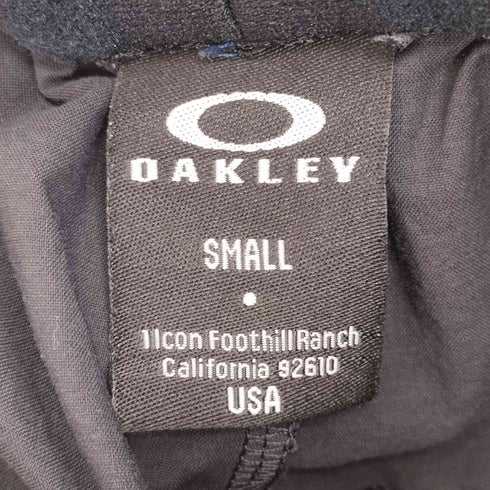 OAKLEY
SMALL
1 Icon Foothill Ranch
California 92610
USA